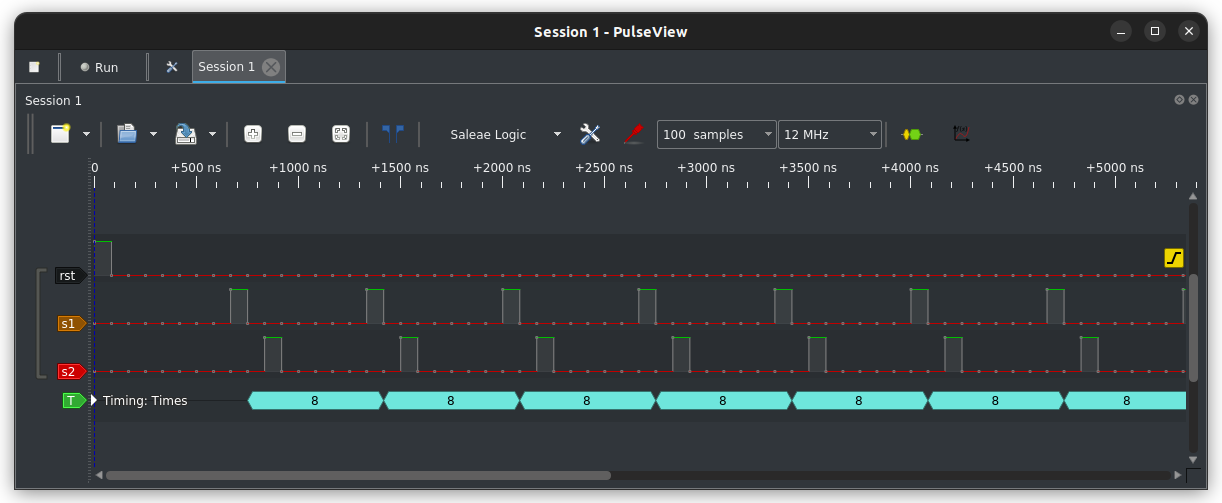 Session 1 - PulseView
Run
Session 1
Session 1
Saleae Logic
100 samples
12 MHz
0 +500 ns +1000 ns +1500 ns +2000 ns +2500 ns +3000 ns +3500 ns +4000 ns +4500 ns +5000 ns
rst
s1
s2
T Timing: Times 8 8 8 8 8 8 8